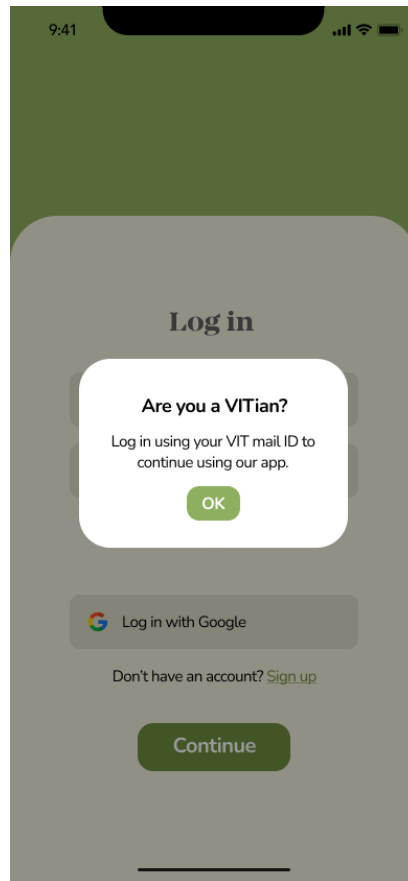 9:41
Log in
Are you a VITian?
Log in using your VIT mail ID to
continue using our app.
OK
Log in with Google
Don't have an account? Sign up
Continue